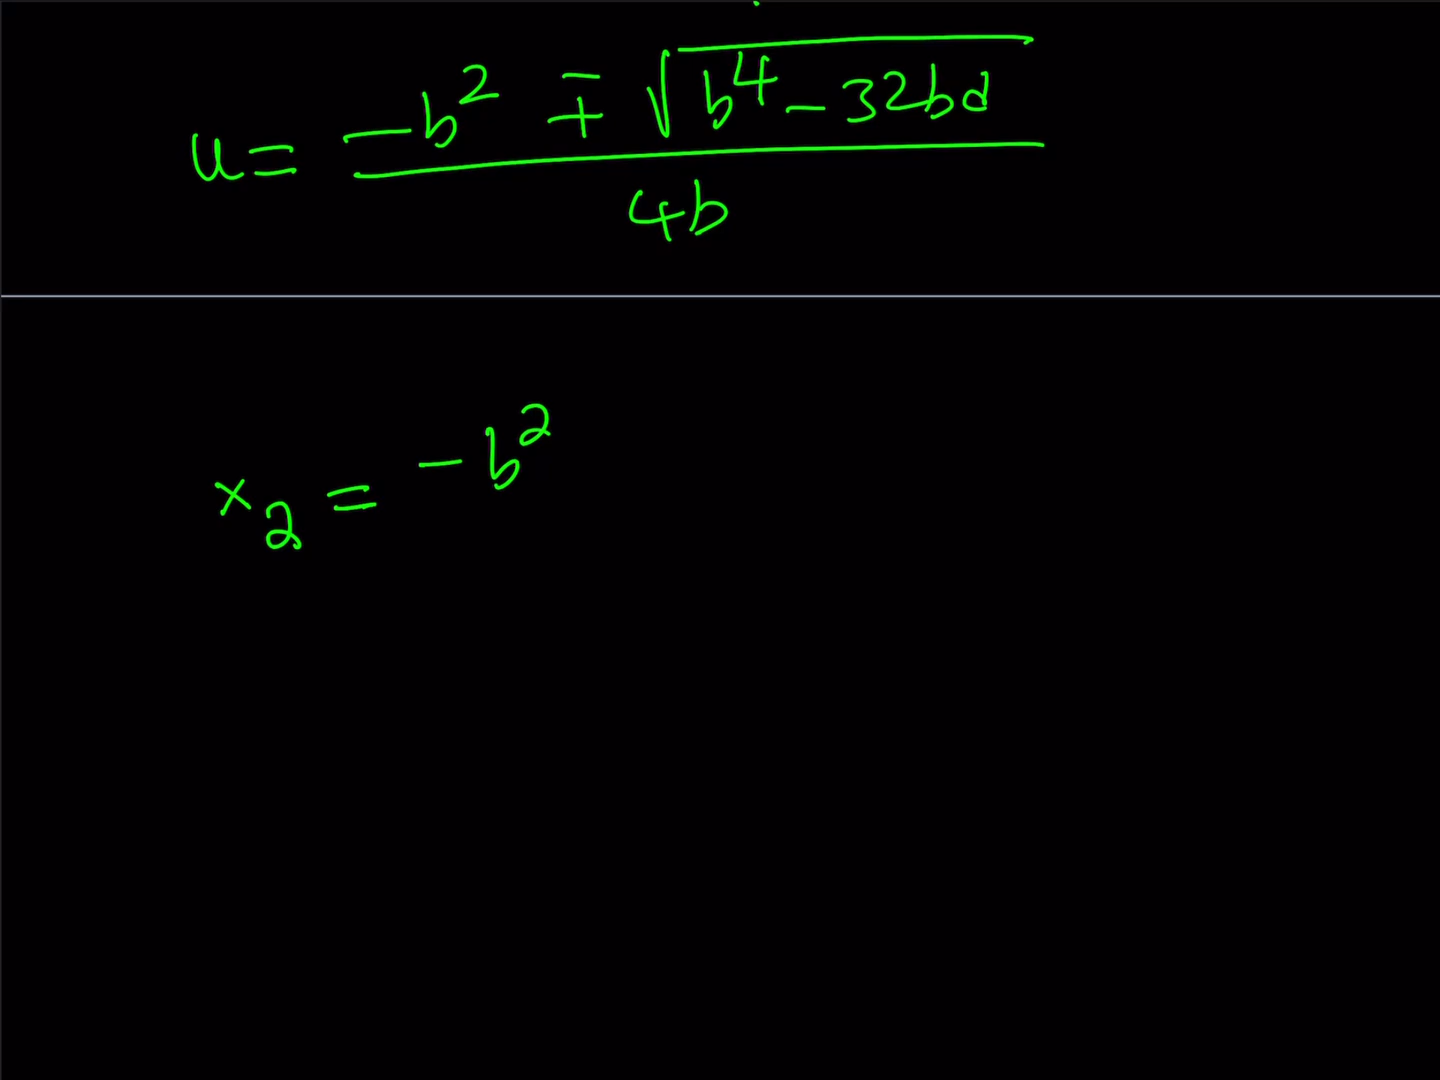 u = (-b² ∓ √(b⁴ - 32bd)) / 4b
x₂ = -b²